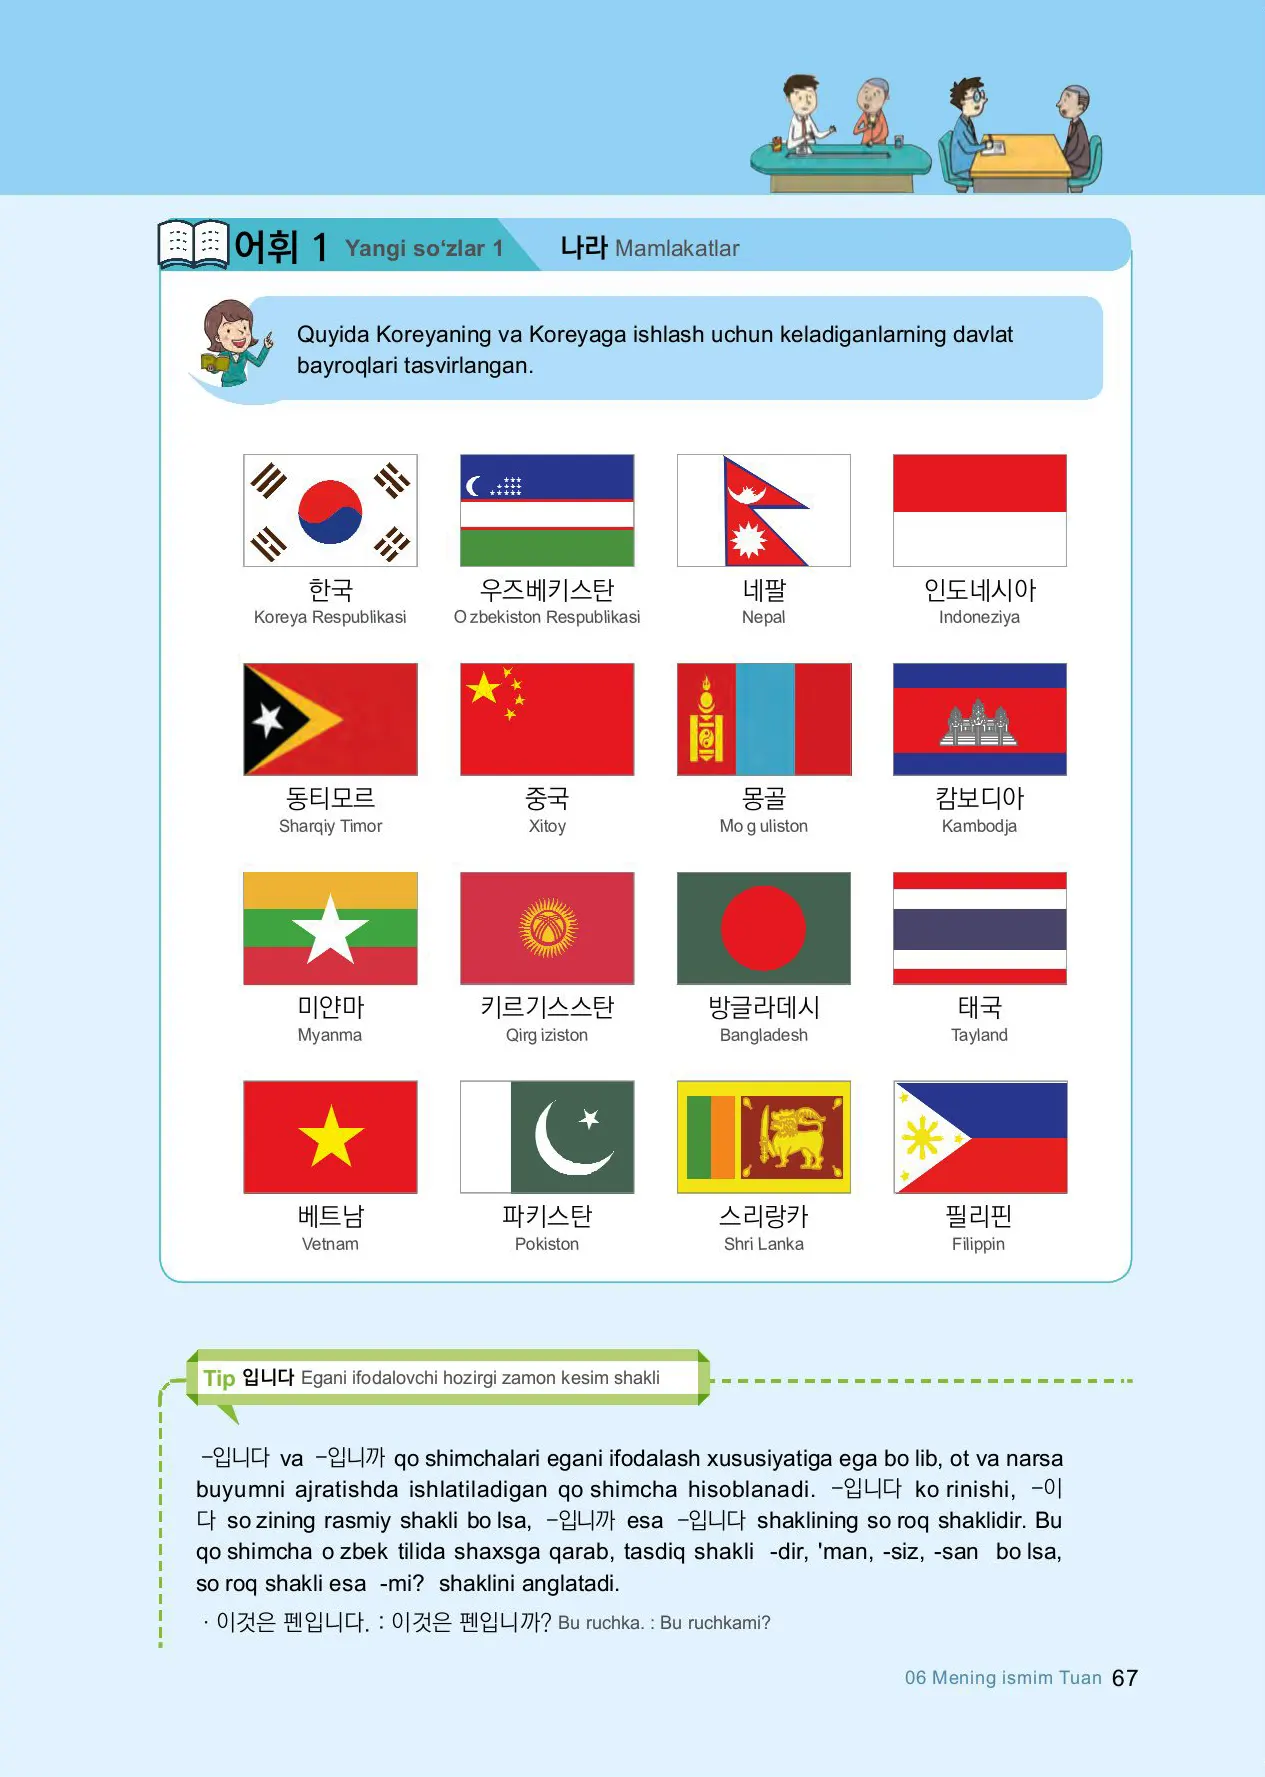 어휘 1 Yangi so‘zlar 1 나라 Mamlakatlar
Quyida Koreyaning va Koreyaga ishlash uchun keladiganlarning davlat
bayroqlari tasvirlangan.
한국 우즈베키스탄 네팔 인도네시아
Koreya Respublikasi O zbekiston Respublikasi Nepal Indoneziya
동티모르 중국 몽골 캄보디아
Sharqiy Timor Xitoy Mo g uliston Kambodja
미얀마 키르기스스탄 방글라데시 태국
Myanma Qirg iziston Bangladesh Tayland
베트남 파키스탄 스리랑카 필리핀
Vetnam Pokiston Shri Lanka Filippin
Tip 입니다 Egani ifodalovchi hozirgi zamon kesim shakli
-입니다 va -입니까 qo shimchalari egani ifodalash xususiyatiga ega bo lib, ot va narsa
buyumni ajratishda ishlatiladigan qo shimcha hisoblanadi. -입니다 ko rinishi, -이
다 so zining rasmiy shakli bo lsa, -입니까 esa -입니다 shaklining so roq shaklidir. Bu
qo shimcha o zbek tilida shaxsga qarab, tasdiq shakli -dir, 'man, -siz, -san bo lsa,
so roq shakli esa -mi? shaklini anglatadi.
· 이것은 펜입니다. : 이것은 펜입니까? Bu ruchka. : Bu ruchkami?
06 Mening ismim Tuan 67